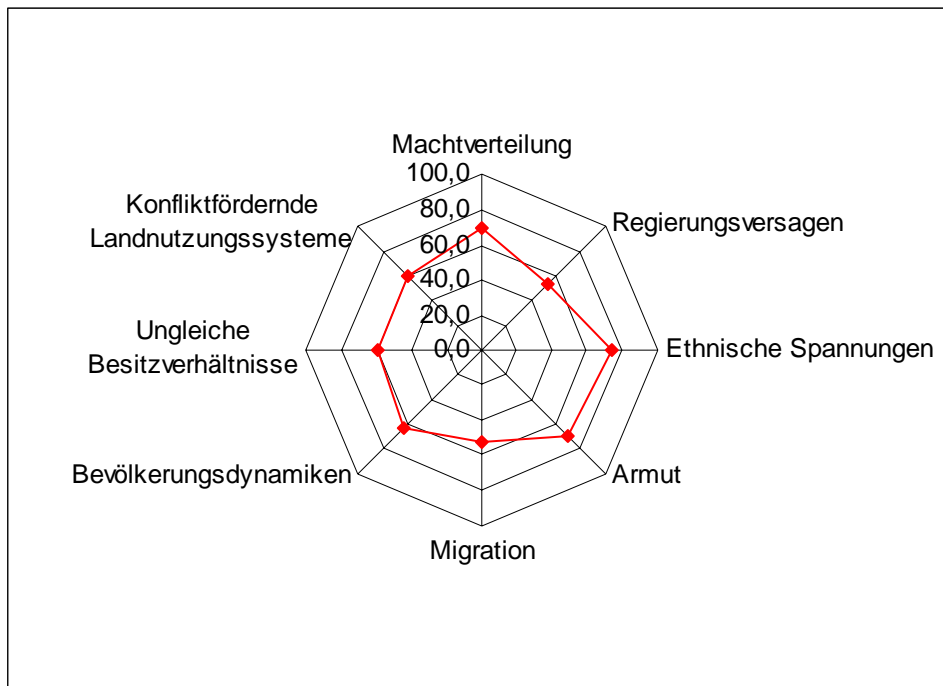 Machtverteilung
100,0
80,0
60,0
40,0
20,0
0,0
Regierungsversagen
Ethnische Spannungen
Armut
Migration
Bevölkerungsdynamiken
Ungleiche
Besitzverhältnisse
Konfliktfördernde
Landnutzungssysteme